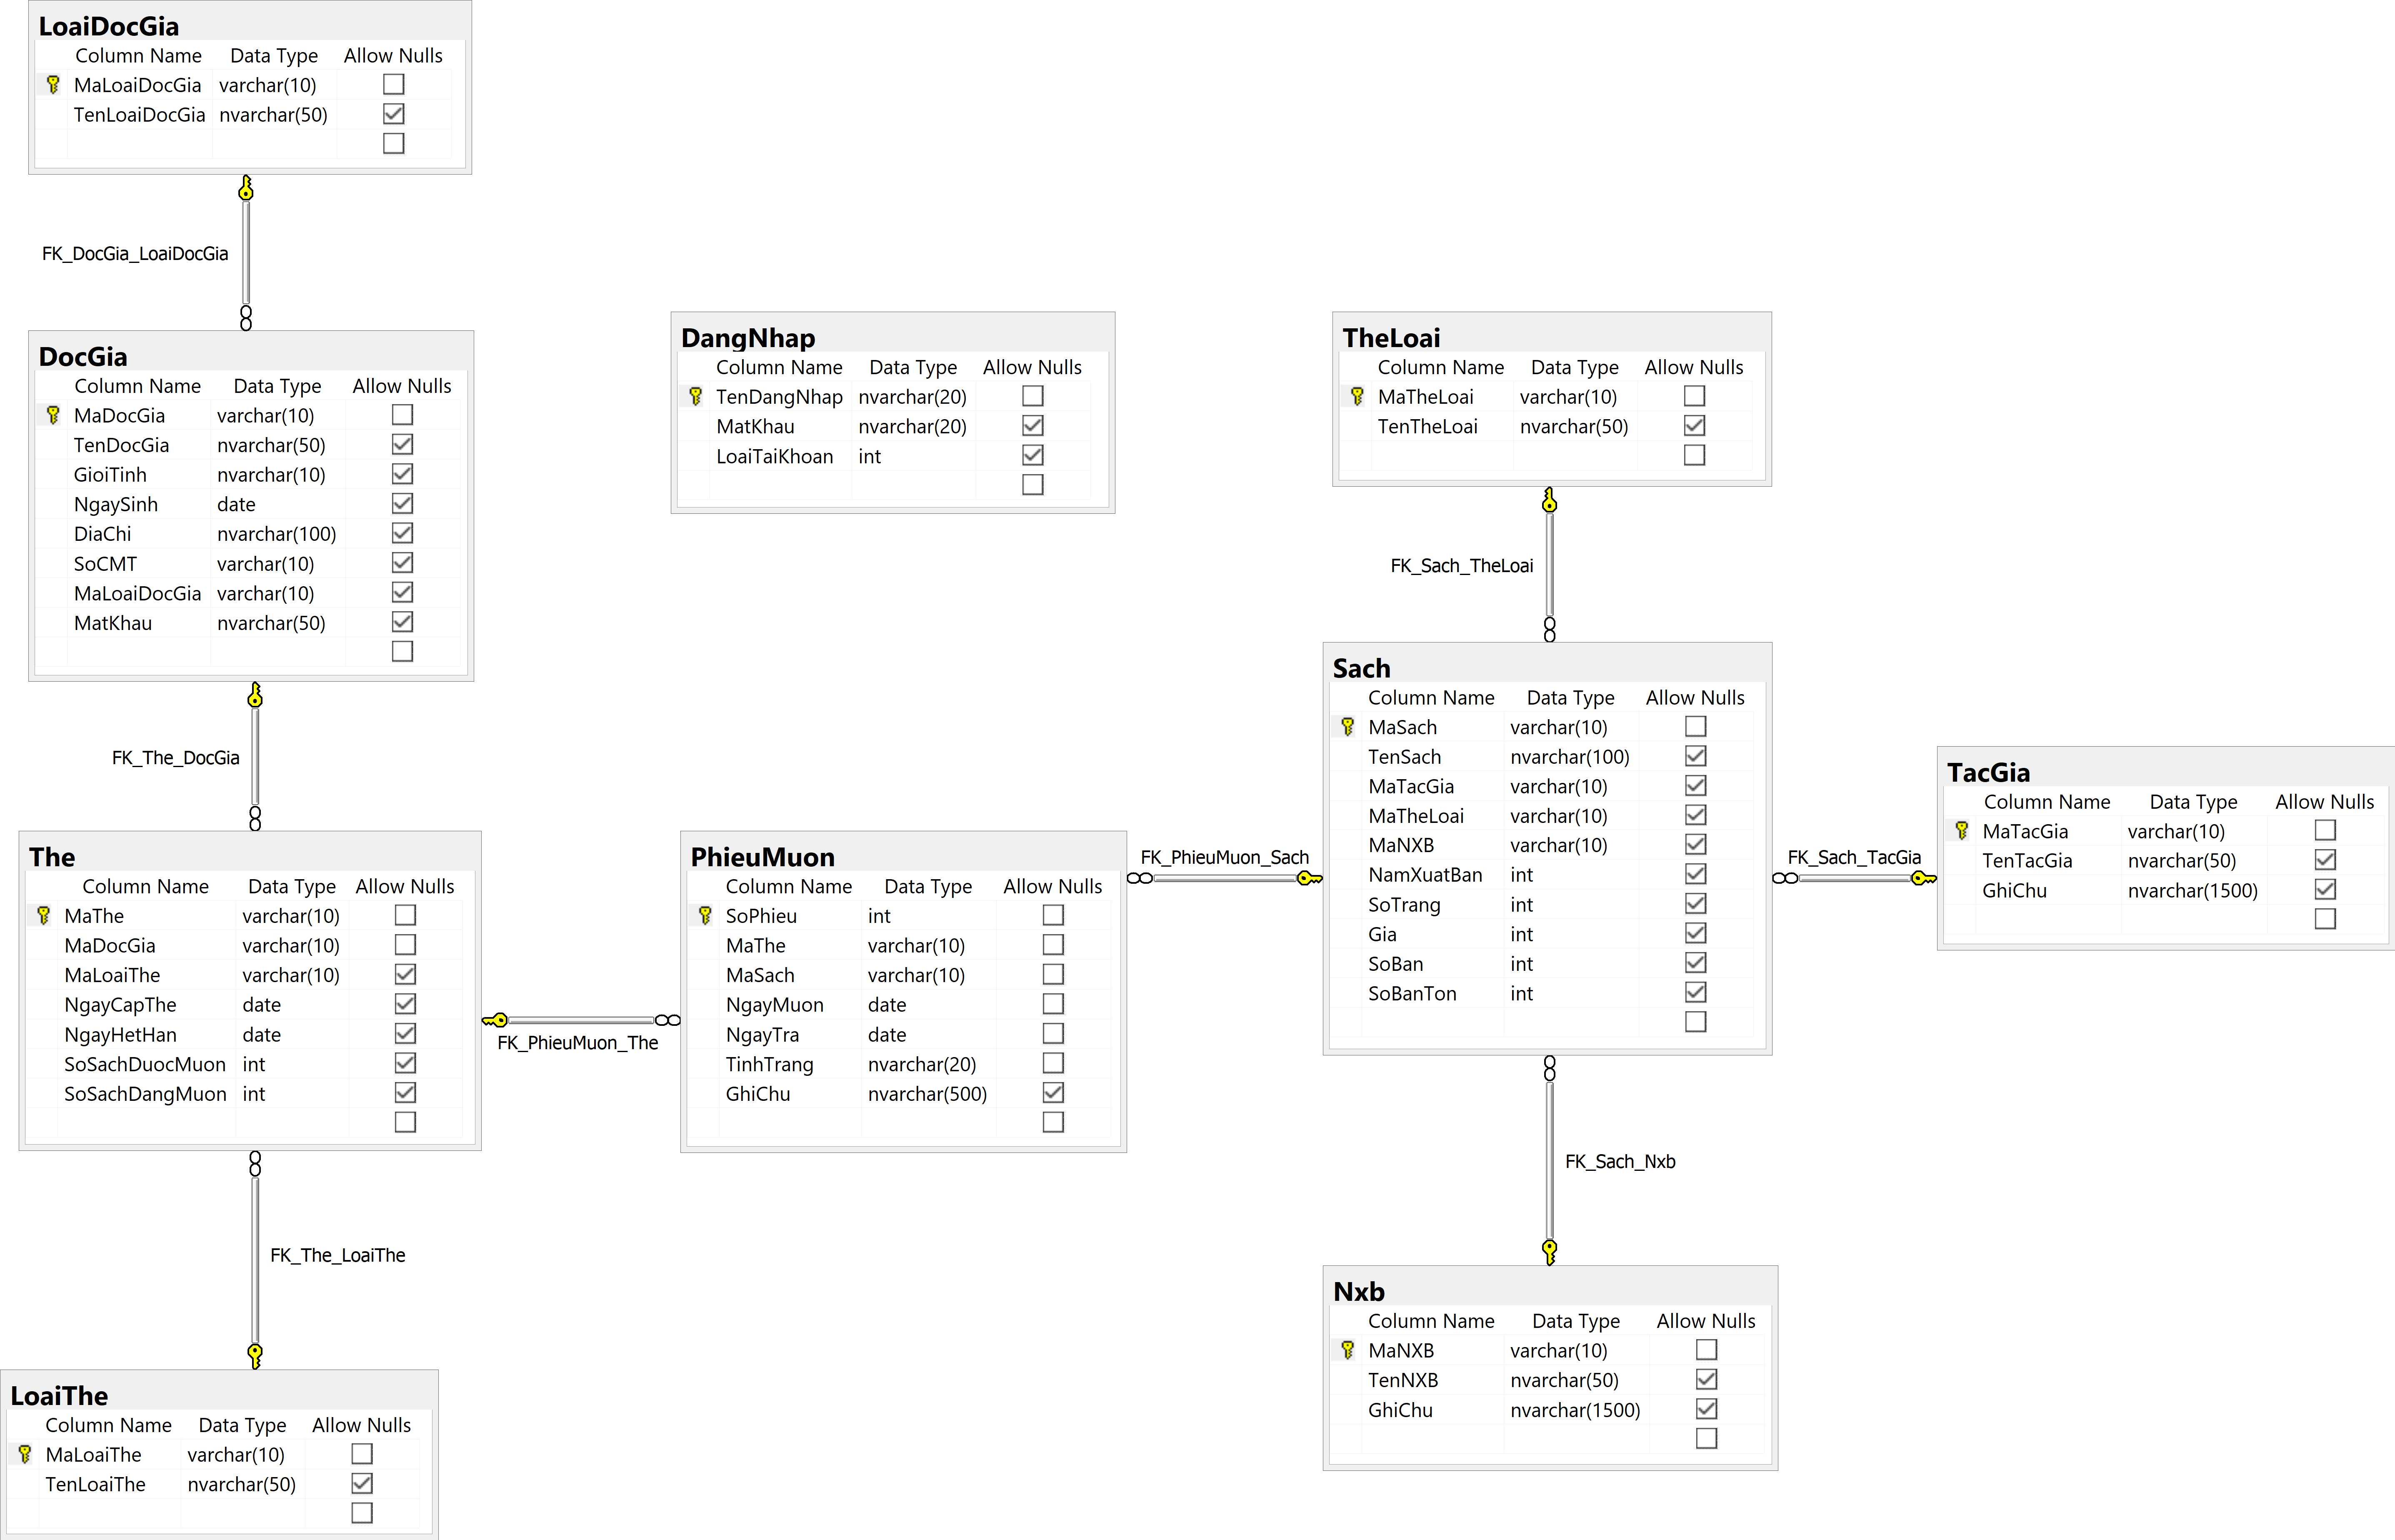 LoaiDocGia
Column Name Data Type Allow Nulls
MaLoaiDocGia varchar(10)
TenLoaiDocGia nvarchar(50)
FK_DocGia_LoaiDocGia
DocGia
Column Name Data Type Allow Nulls
MaDocGia varchar(10)
TenDocGia nvarchar(50)
GioiTinh nvarchar(10)
NgaySinh date
DiaChi nvarchar(100)
SoCMT varchar(10)
MaLoaiDocGia varchar(10)
MatKhau nvarchar(50)
FK_The_DocGia
The
Column Name Data Type Allow Nulls
MaThe varchar(10)
MaDocGia varchar(10)
MaLoaiThe varchar(10)
NgayCapThe date
NgayHetHan date
SoSachDuocMuon int
SoSachDangMuon int
FK_The_LoaiThe
LoaiThe
Column Name Data Type Allow Nulls
MaLoaiThe varchar(10)
TenLoaiThe nvarchar(50)
DangNhap
Column Name Data Type Allow Nulls
TenDangNhap nvarchar(20)
MatKhau nvarchar(20)
LoaiTaiKhoan int
FK_PhieuMuon_The
PhieuMuon
Column Name Data Type Allow Nulls
SoPhieu int
MaThe varchar(10)
MaSach varchar(10)
NgayMuon date
NgayTra date
TinhTrang nvarchar(20)
GhiChu nvarchar(500)
FK_PhieuMuon_Sach
TheLoai
Column Name Data Type Allow Nulls
MaTheLoai varchar(10)
TenTheLoai nvarchar(50)
FK_Sach_TheLoai
Sach
Column Name Data Type Allow Nulls
MaSach varchar(10)
TenSach nvarchar(100)
MaTacGia varchar(10)
MaTheLoai varchar(10)
MaNXB varchar(10)
NamXuatBan int
SoTrang int
Gia int
SoBan int
SoBanTon int
FK_Sach_TacGia
TacGia
Column Name Data Type Allow Nulls
MaTacGia varchar(10)
TenTacGia nvarchar(50)
GhiChu nvarchar(1500)
FK_Sach_Nxb
Nxb
Column Name Data Type Allow Nulls
MaNXB varchar(10)
TenNXB nvarchar(50)
GhiChu nvarchar(1500)